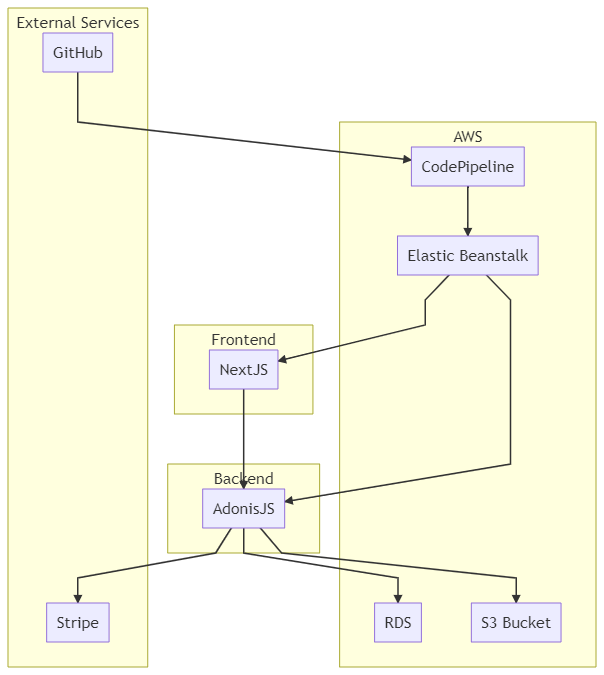 External Services
GitHub
AWS
CodePipeline
Elastic Beanstalk
Frontend
NextJS
Backend
AdonisJS
Stripe
RDS
S3 Bucket